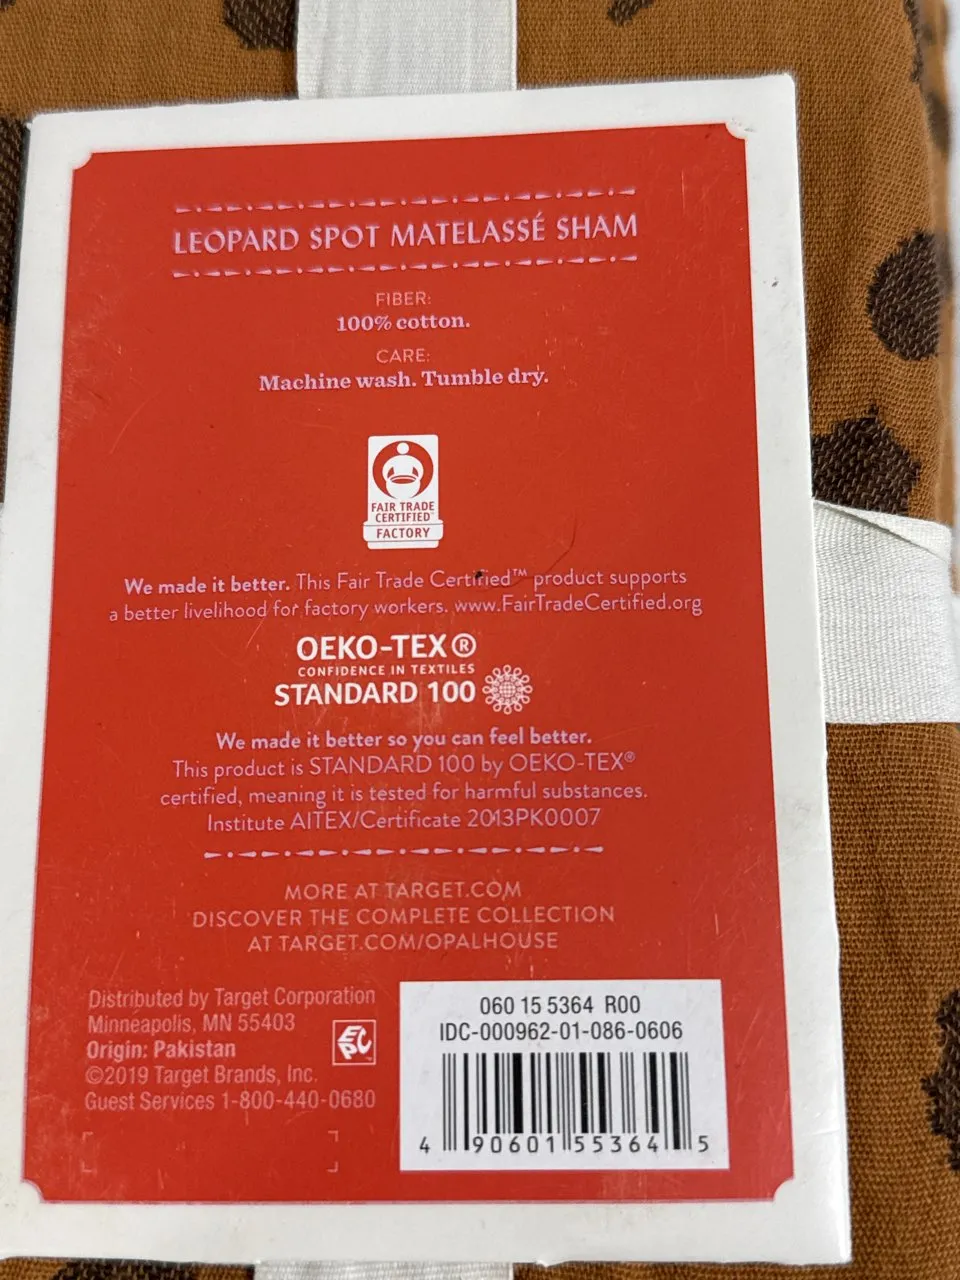 LEOPARD SPOT MATELASSÉ SHAM
FIBER:
100% cotton.
CARE:
Machine wash. Tumble dry.
FAIR TRADE
CERTIFIED™
FACTORY
We made it better. This Fair Trade Certified™ product supports
a better livelihood for factory workers. www.FairTradeCertified.org
OEKO-TEX®
CONFIDENCE IN TEXTILES
STANDARD 100
We made it better so you can feel better.
This product is STANDARD 100 by OEKO-TEX®
certified, meaning it is tested for harmful substances.
Institute AITEX/Certificate 2013PK0007
MORE AT TARGET.COM
DISCOVER THE COMPLETE COLLECTION
AT TARGET.COM/OPALHOUSE
Distributed by Target Corporation
Minneapolis, MN 55403
Origin: Pakistan
©2019 Target Brands, Inc.
Guest Services 1-800-440-0680
EPC
060 15 5364 R00
IDC-000962-01-086-0606
4 90601 55364 5